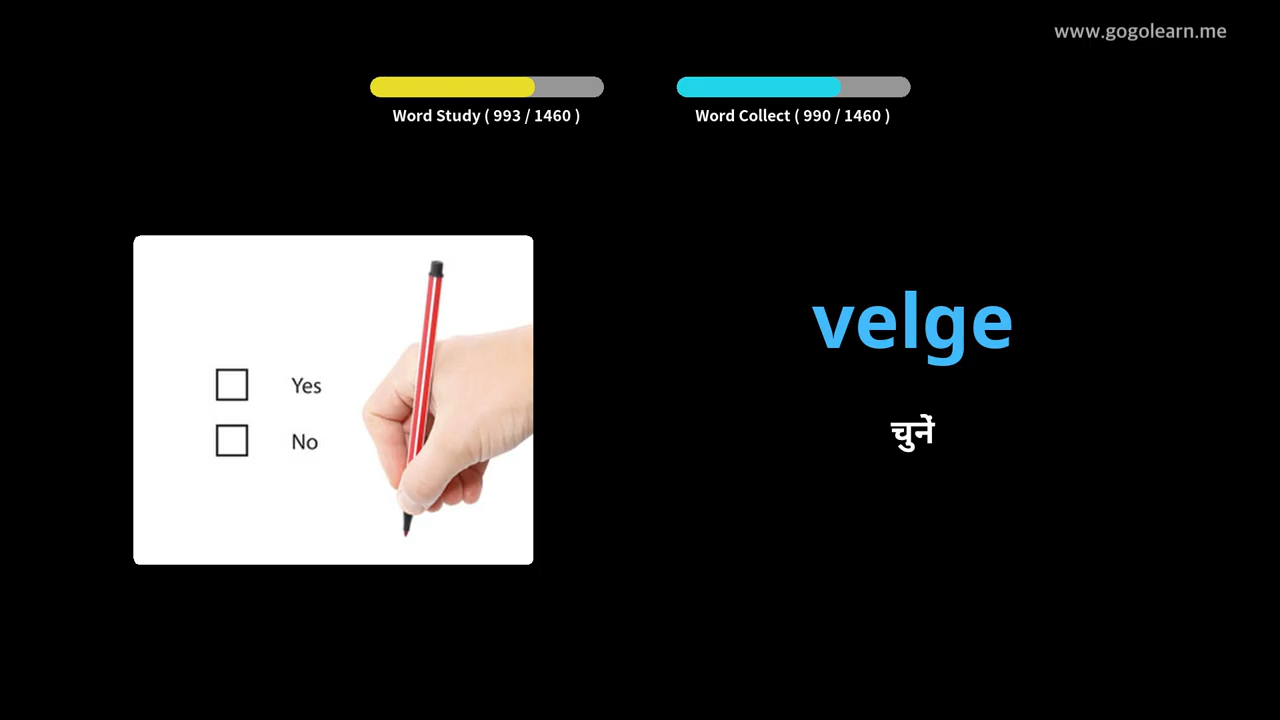 www.gogolearn.me
Word Study ( 993 / 1460 )
Word Collect ( 990 / 1460 )
Yes
No
velge
चुनें